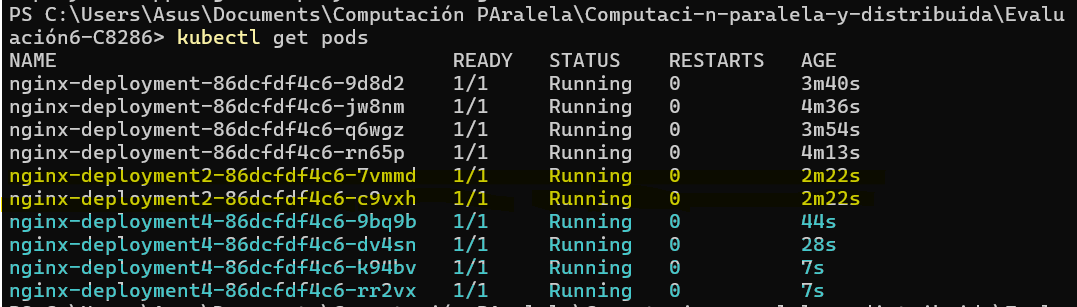 PS C:\Users\Asus\Documents\Computación PAralela\Computaci-n-paralela-y-distribuida\Evalu
ación6-C8286> kubectl get pods
NAME READY STATUS RESTARTS AGE
nginx-deployment-86dcfdf4c6-9d8d2 1/1 Running 0 3m40s
nginx-deployment-86dcfdf4c6-jw8nm 1/1 Running 0 4m36s
nginx-deployment-86dcfdf4c6-q6wgz 1/1 Running 0 3m54s
nginx-deployment-86dcfdf4c6-rn65p 1/1 Running 0 4m13s
nginx-deployment2-86dcfdf4c6-7vmmd 1/1 Running 0 2m22s
nginx-deployment2-86dcfdf4c6-c9vxh 1/1 Running 0 2m22s
nginx-deployment4-86dcfdf4c6-9bq9b 1/1 Running 0 44s
nginx-deployment4-86dcfdf4c6-dv4sn 1/1 Running 0 28s
nginx-deployment4-86dcfdf4c6-k94bv 1/1 Running 0 7s
nginx-deployment4-86dcfdf4c6-rr2vx 1/1 Running 0 7s